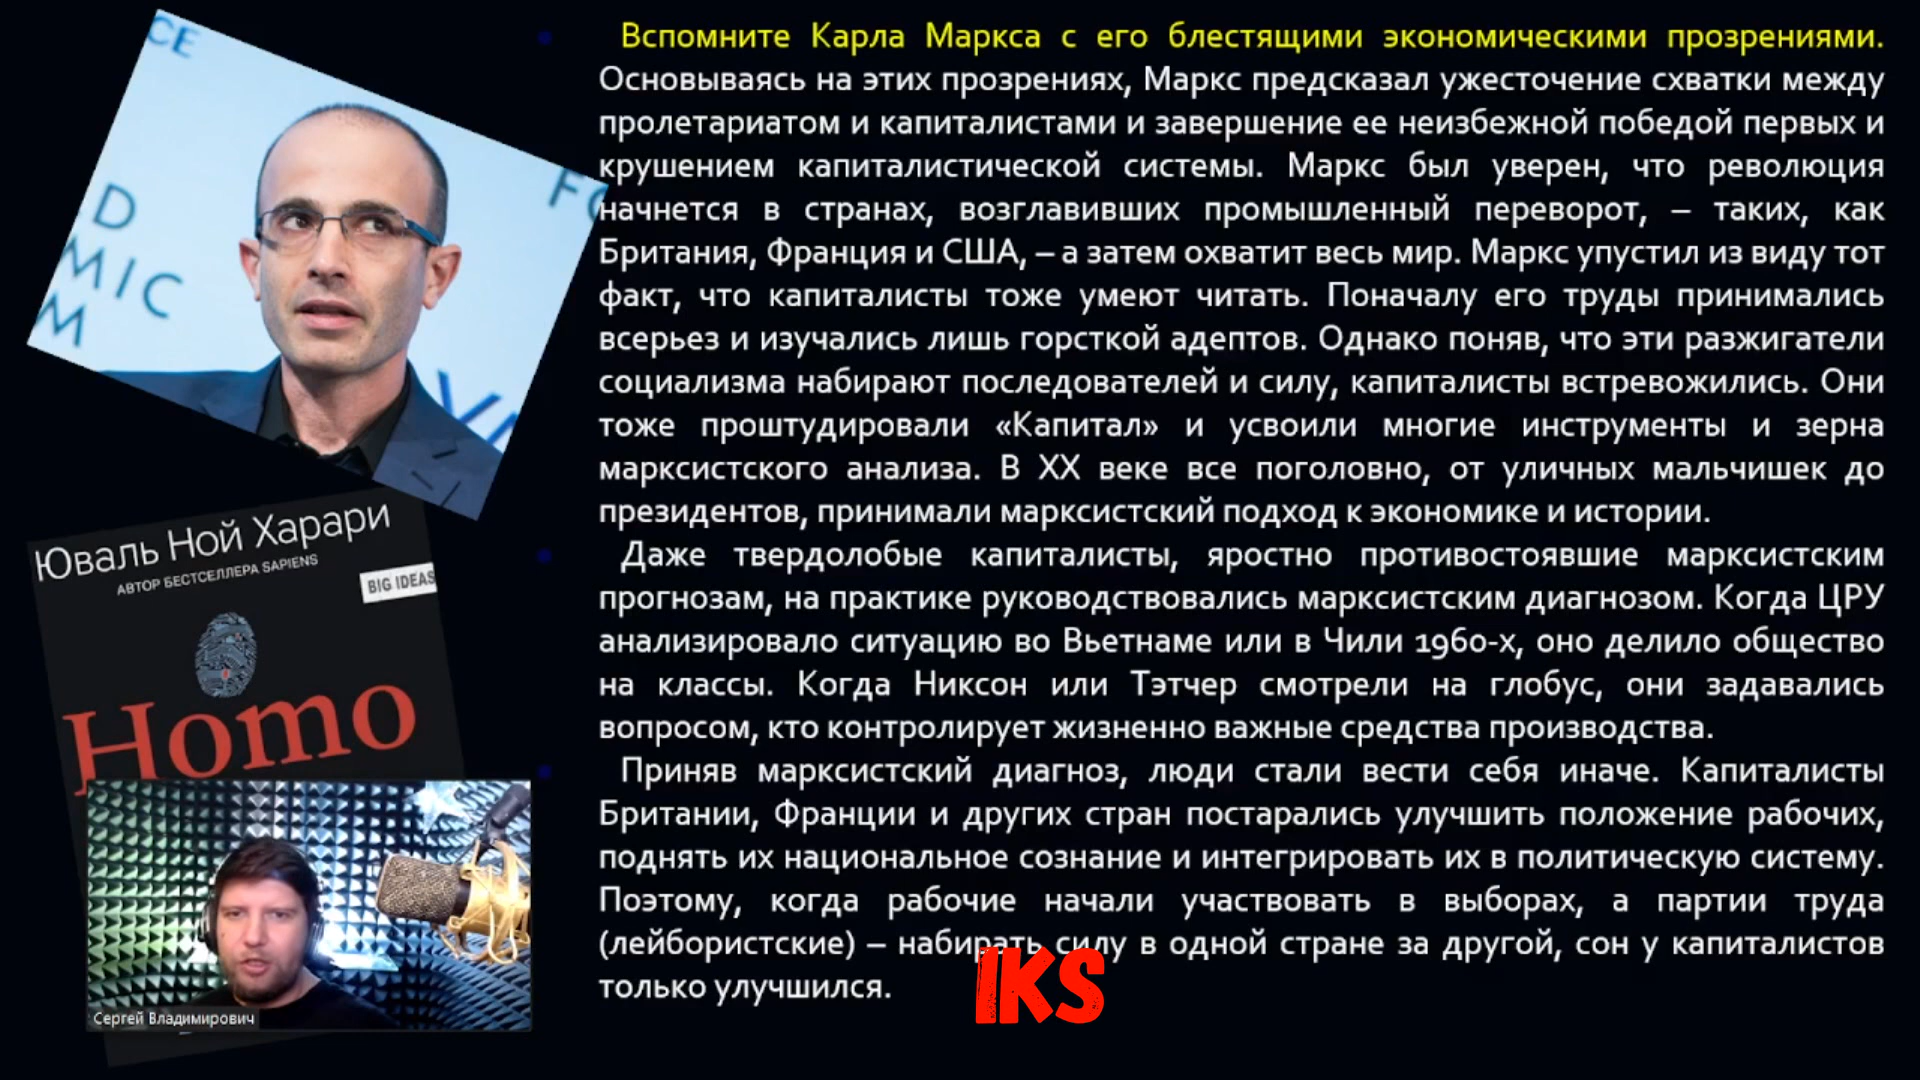 CE
D
MIC
M
FO
Юваль Ной Харари
АВТОР БЕСТСЕЛЛЕРА SAPIENS
BIG IDEAS
Homo
Сергей Владимирович
Вспомните Карла Маркса с его блестящими экономическими прозрениями.
Основываясь на этих прозрениях, Маркс предсказал ужесточение схватки между
пролетариатом и капиталистами и завершение ее неизбежной победой первых и
крушением капиталистической системы. Маркс был уверен, что революция
начнется в странах, возглавивших промышленный переворот, – таких, как
Британия, Франция и США, – а затем охватит весь мир. Маркс упустил из виду тот
факт, что капиталисты тоже умеют читать. Поначалу его труды принимались
всерьез и изучались лишь горсткой адептов. Однако поняв, что эти разжигатели
социализма набирают последователей и силу, капиталисты встревожились. Они
тоже проштудировали «Капитал» и усвоили многие инструменты и зерна
марксистского анализа. В XX веке все поголовно, от уличных мальчишек до
президентов, принимали марксистский подход к экономике и истории.
Даже твердолобые капиталисты, яростно противостоявшие марксистским
прогнозам, на практике руководствовались марксистским диагнозом. Когда ЦРУ
анализировало ситуацию во Вьетнаме или в Чили 1960-х, оно делило общество
на классы. Когда Никсон или Тэтчер смотрели на глобус, они задавались
вопросом, кто контролирует жизненно важные средства производства.
Приняв марксистский диагноз, люди стали вести себя иначе. Капиталисты
Британии, Франции и других стран постарались улучшить положение рабочих,
поднять их национальное сознание и интегрировать их в политическую систему.
Поэтому, когда рабочие начали участвовать в выборах, а партии труда
(лейбористские) – набирать силу в одной стране за другой, сон у капиталистов
только улучшился.
IKS